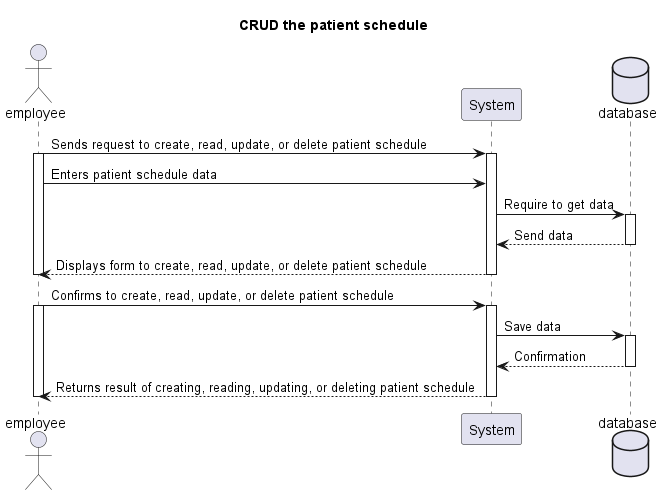 CRUD the patient schedule
employee
System
database
Sends request to create, read, update, or delete patient schedule
Enters patient schedule data
Require to get data
Send data
Displays form to create, read, update, or delete patient schedule
Confirms to create, read, update, or delete patient schedule
Save data
Confirmation
Returns result of creating, reading, updating, or deleting patient schedule
employee
System
database